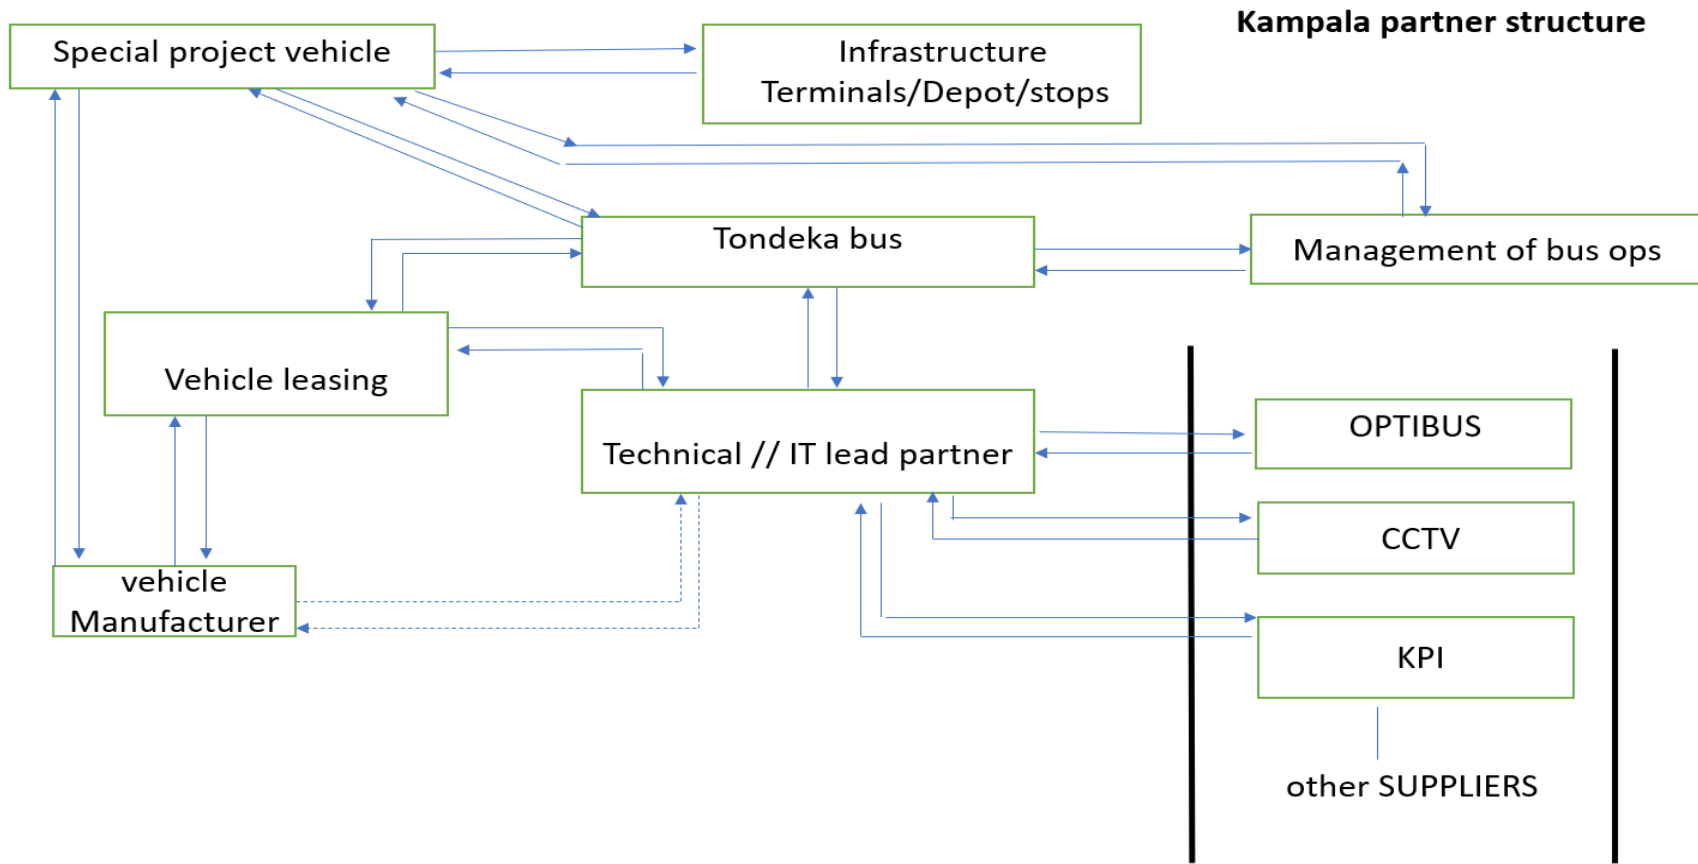 Kampala partner structure
Special project vehicle
Infrastructure
Terminals/Depot/stops
Tondeka bus
Management of bus ops
Vehicle leasing
Technical // IT lead partner
OPTIBUS
CCTV
vehicle
Manufacturer
KPI
other SUPPLIERS